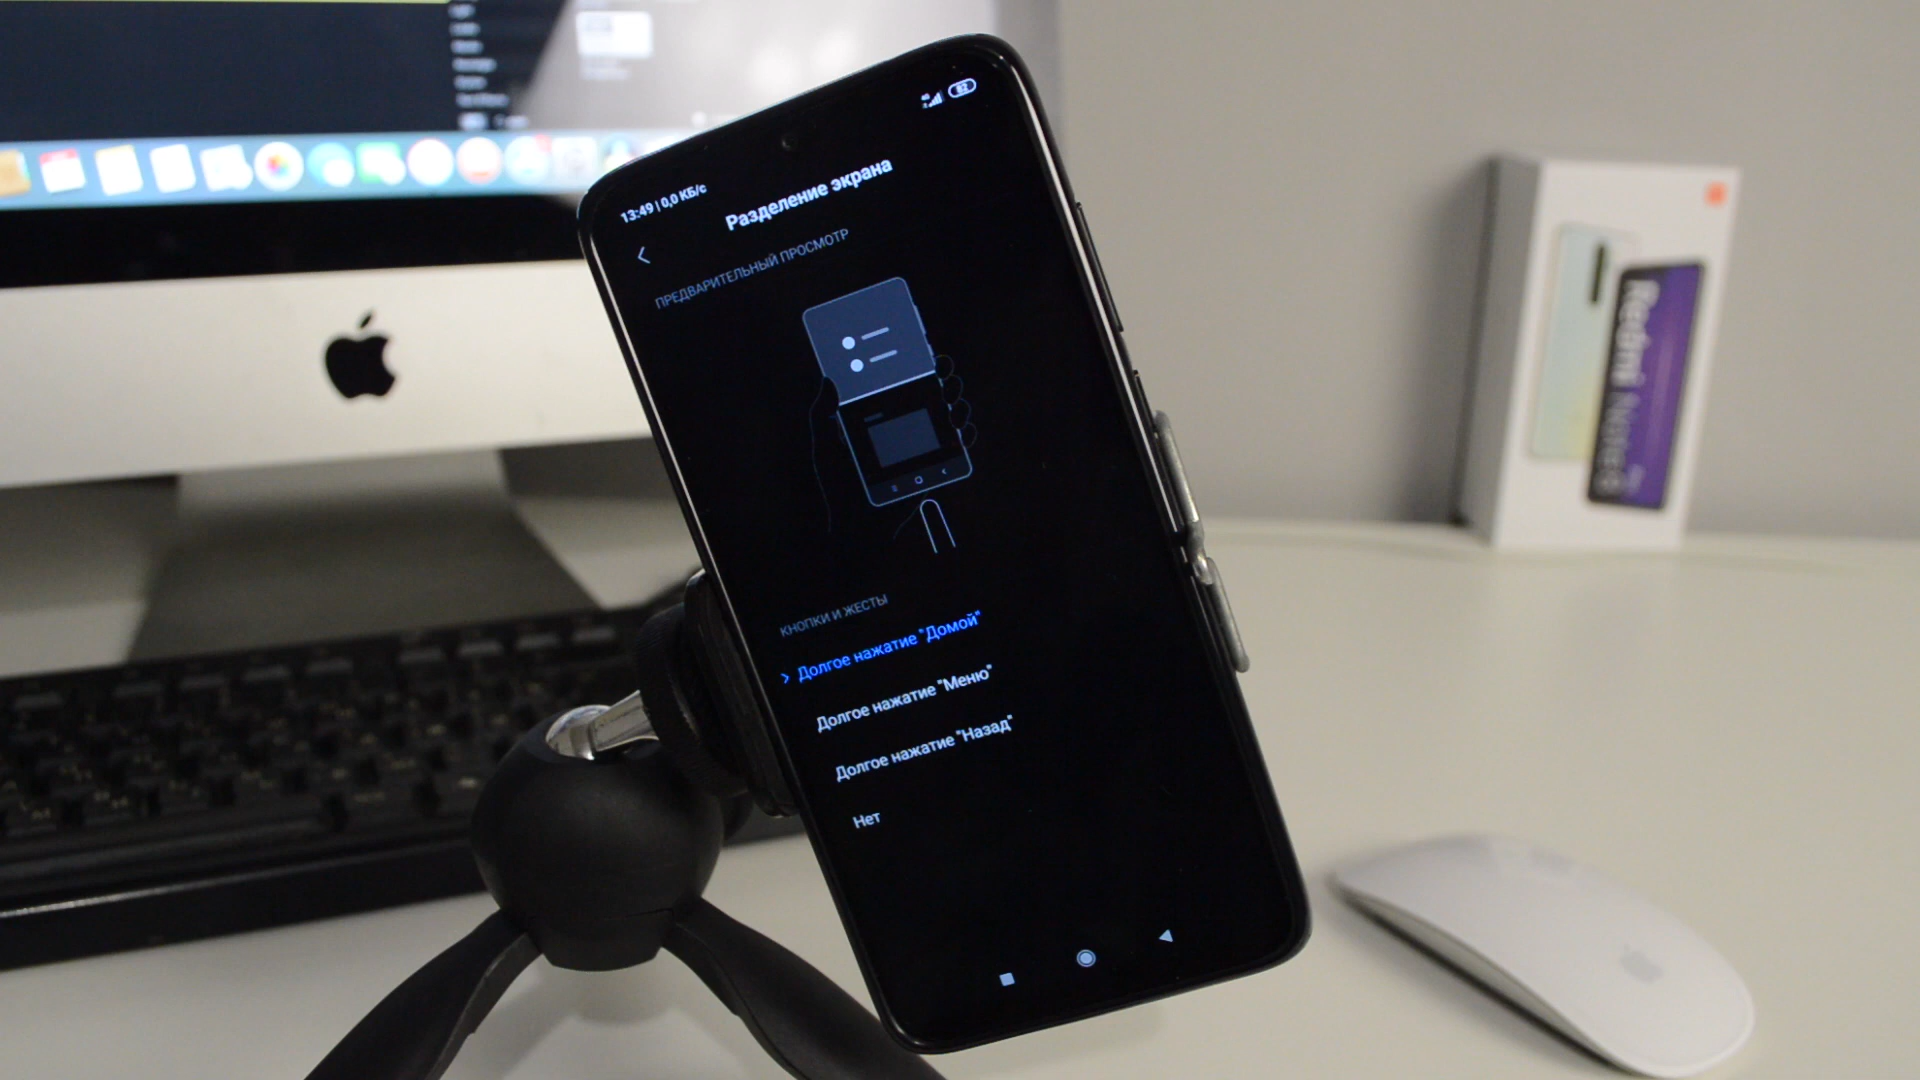 82
13:49 | 0,0 КБ/с
Разделение экрана
ПРЕДВАРИТЕЛЬНЫЙ ПРОСМОТР
КНОПКИ И ЖЕСТЫ
Долгое нажатие "Домой"
Долгое нажатие "Меню"
Долгое нажатие "Назад"
Нет
Redmi Note 8